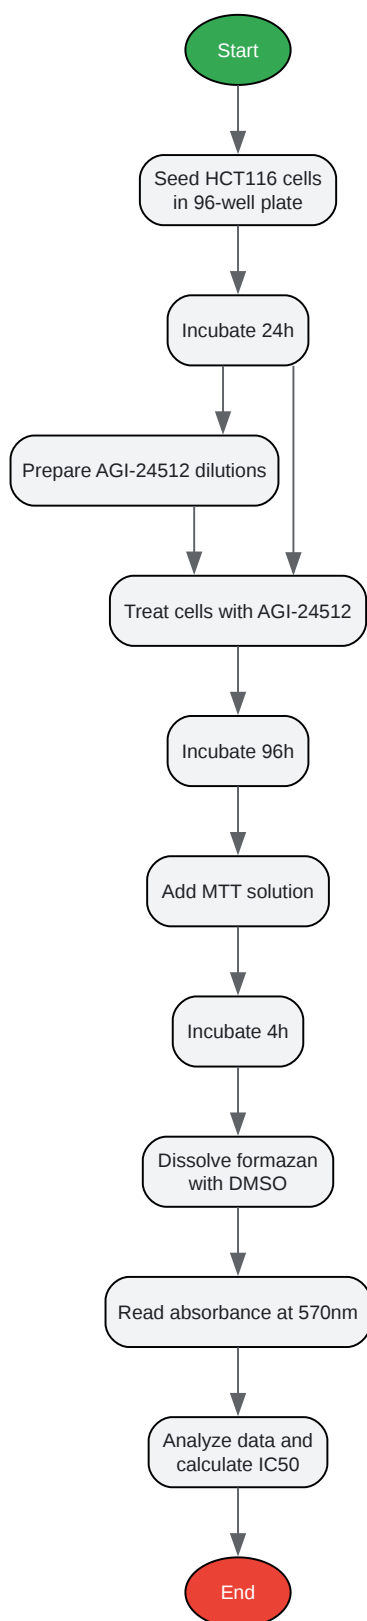 Start
Seed HCT116 cells
in 96-well plate
Incubate 24h
Prepare AGI-24512 dilutions
Treat cells with AGI-24512
Incubate 96h
Add MTT solution
Incubate 4h
Dissolve formazan
with DMSO
Read absorbance at 570nm
Analyze data and
calculate IC50
End